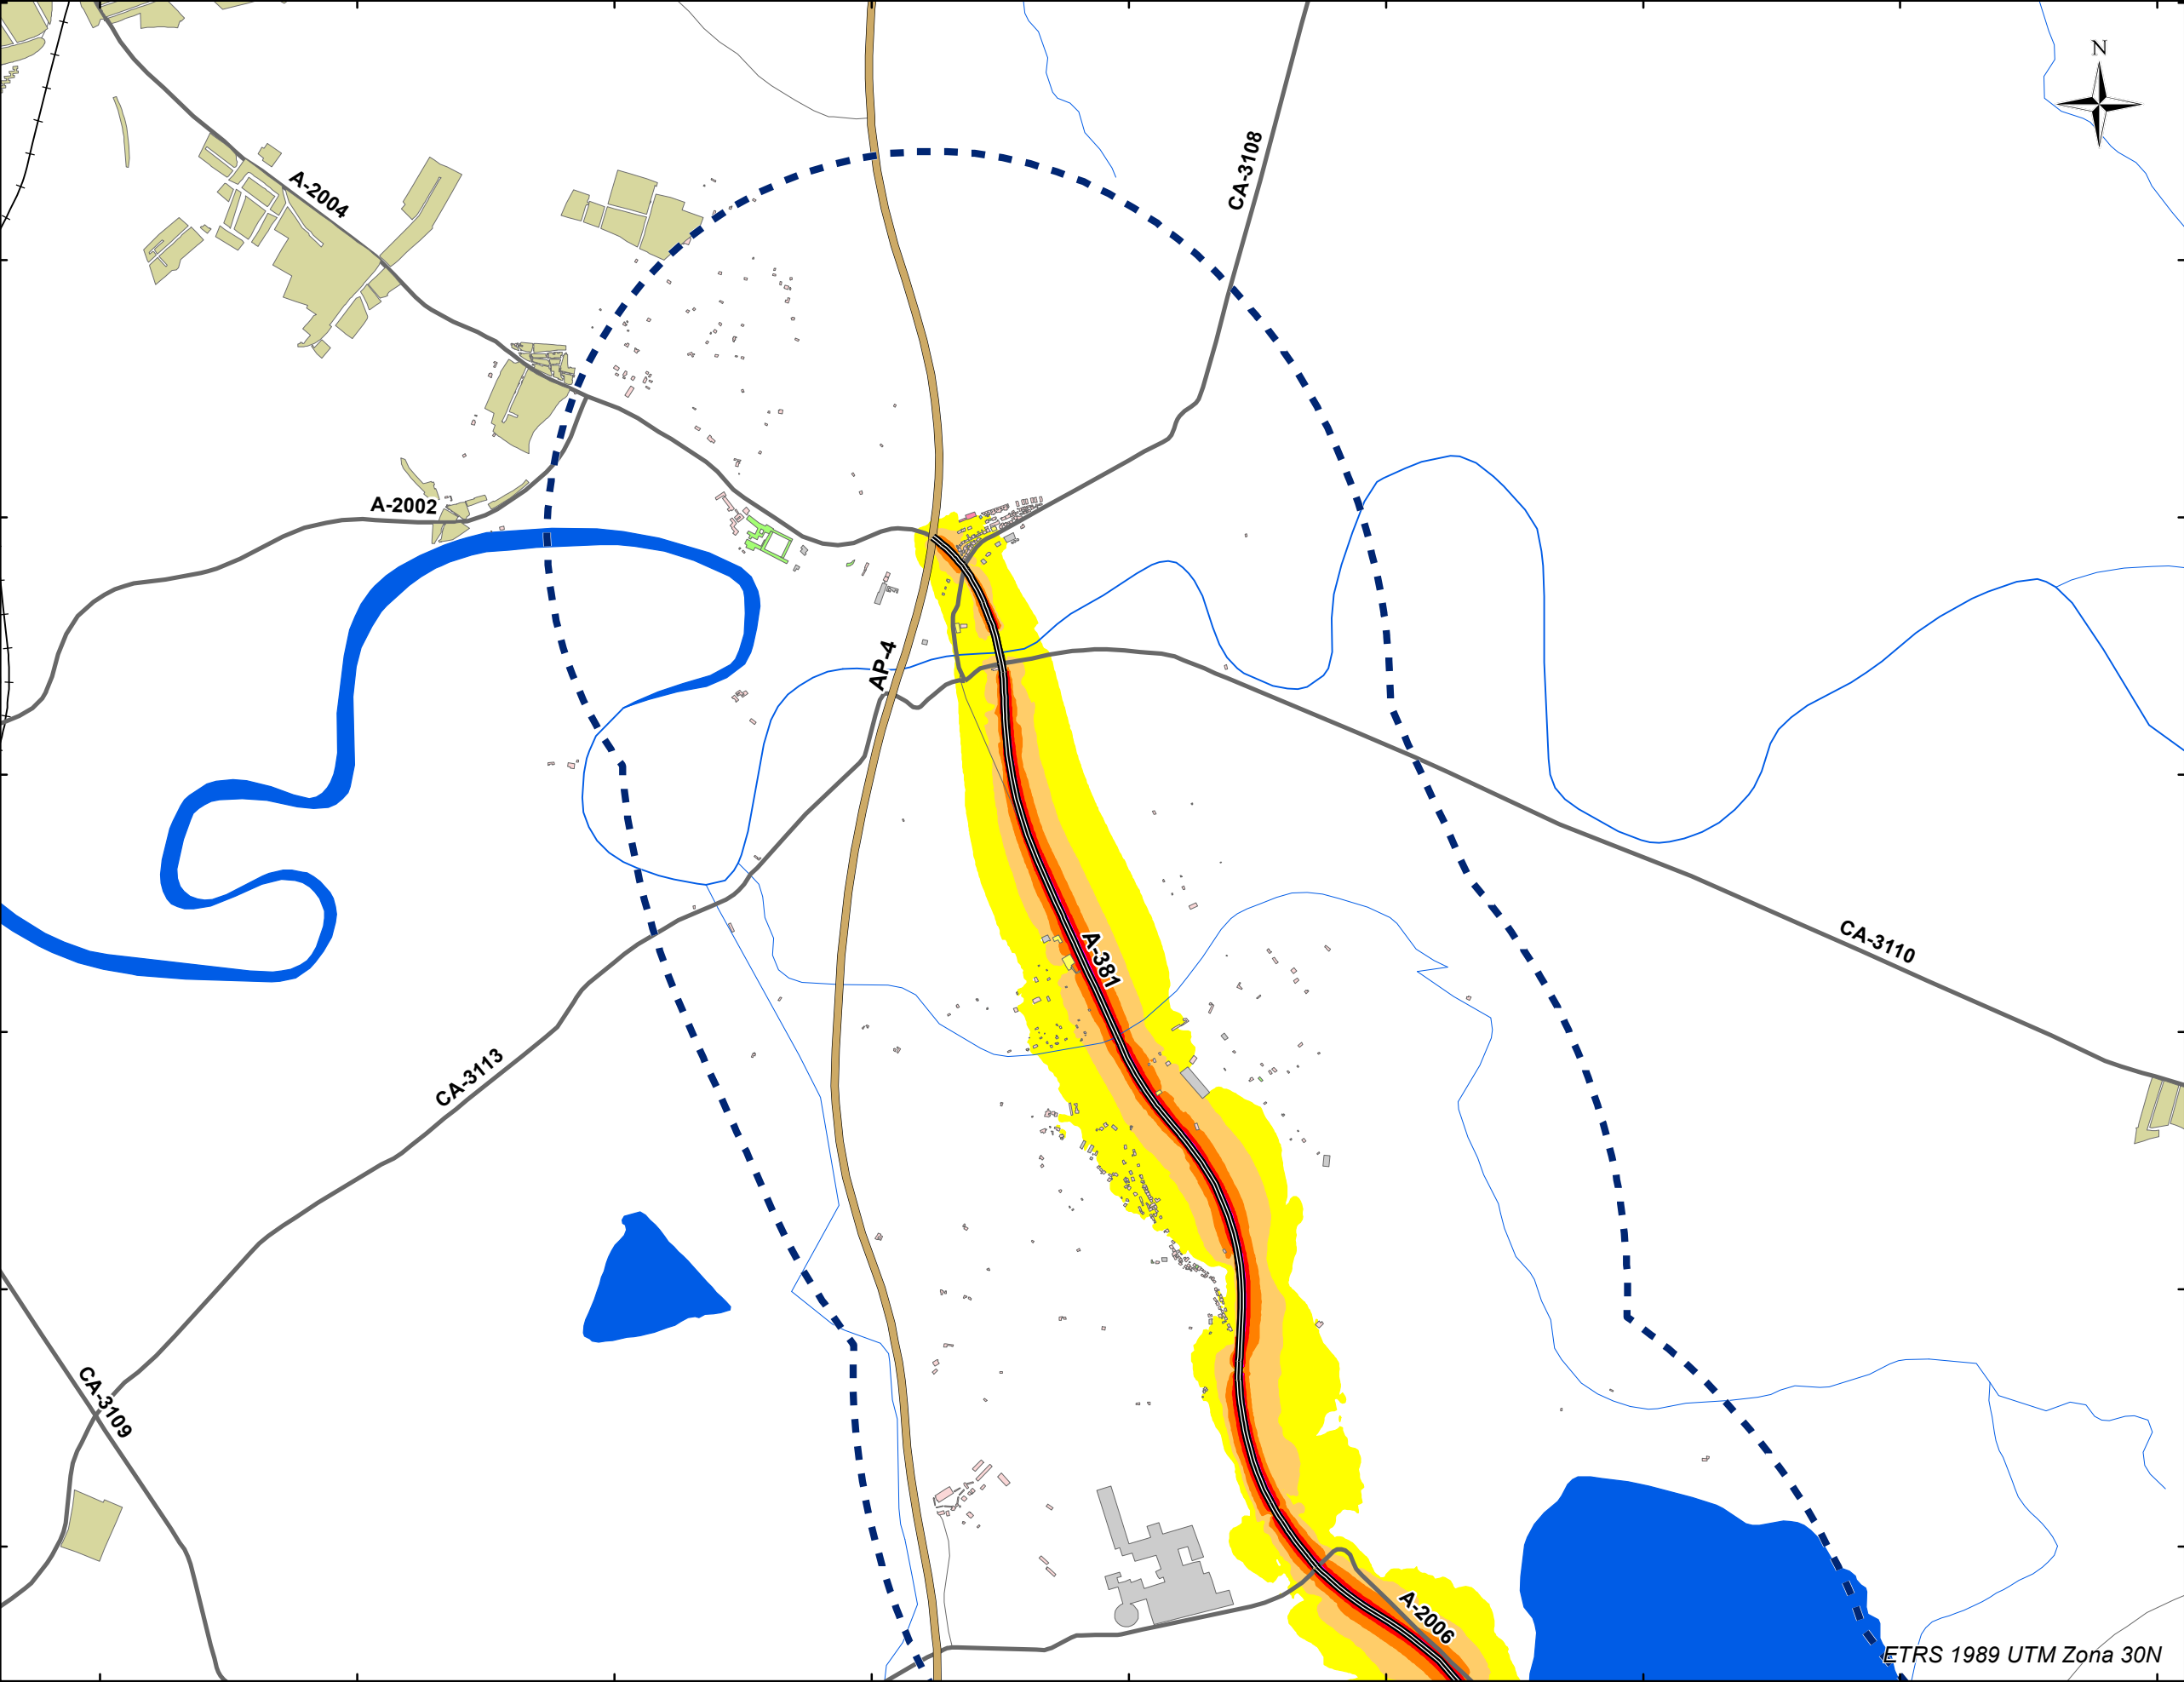 N
CA-3108
A-2004
A-2002
AP-4
A-381
CA-3110
CA-3113
CA-3109
A-2006
ETRS 1989 UTM Zona 30N